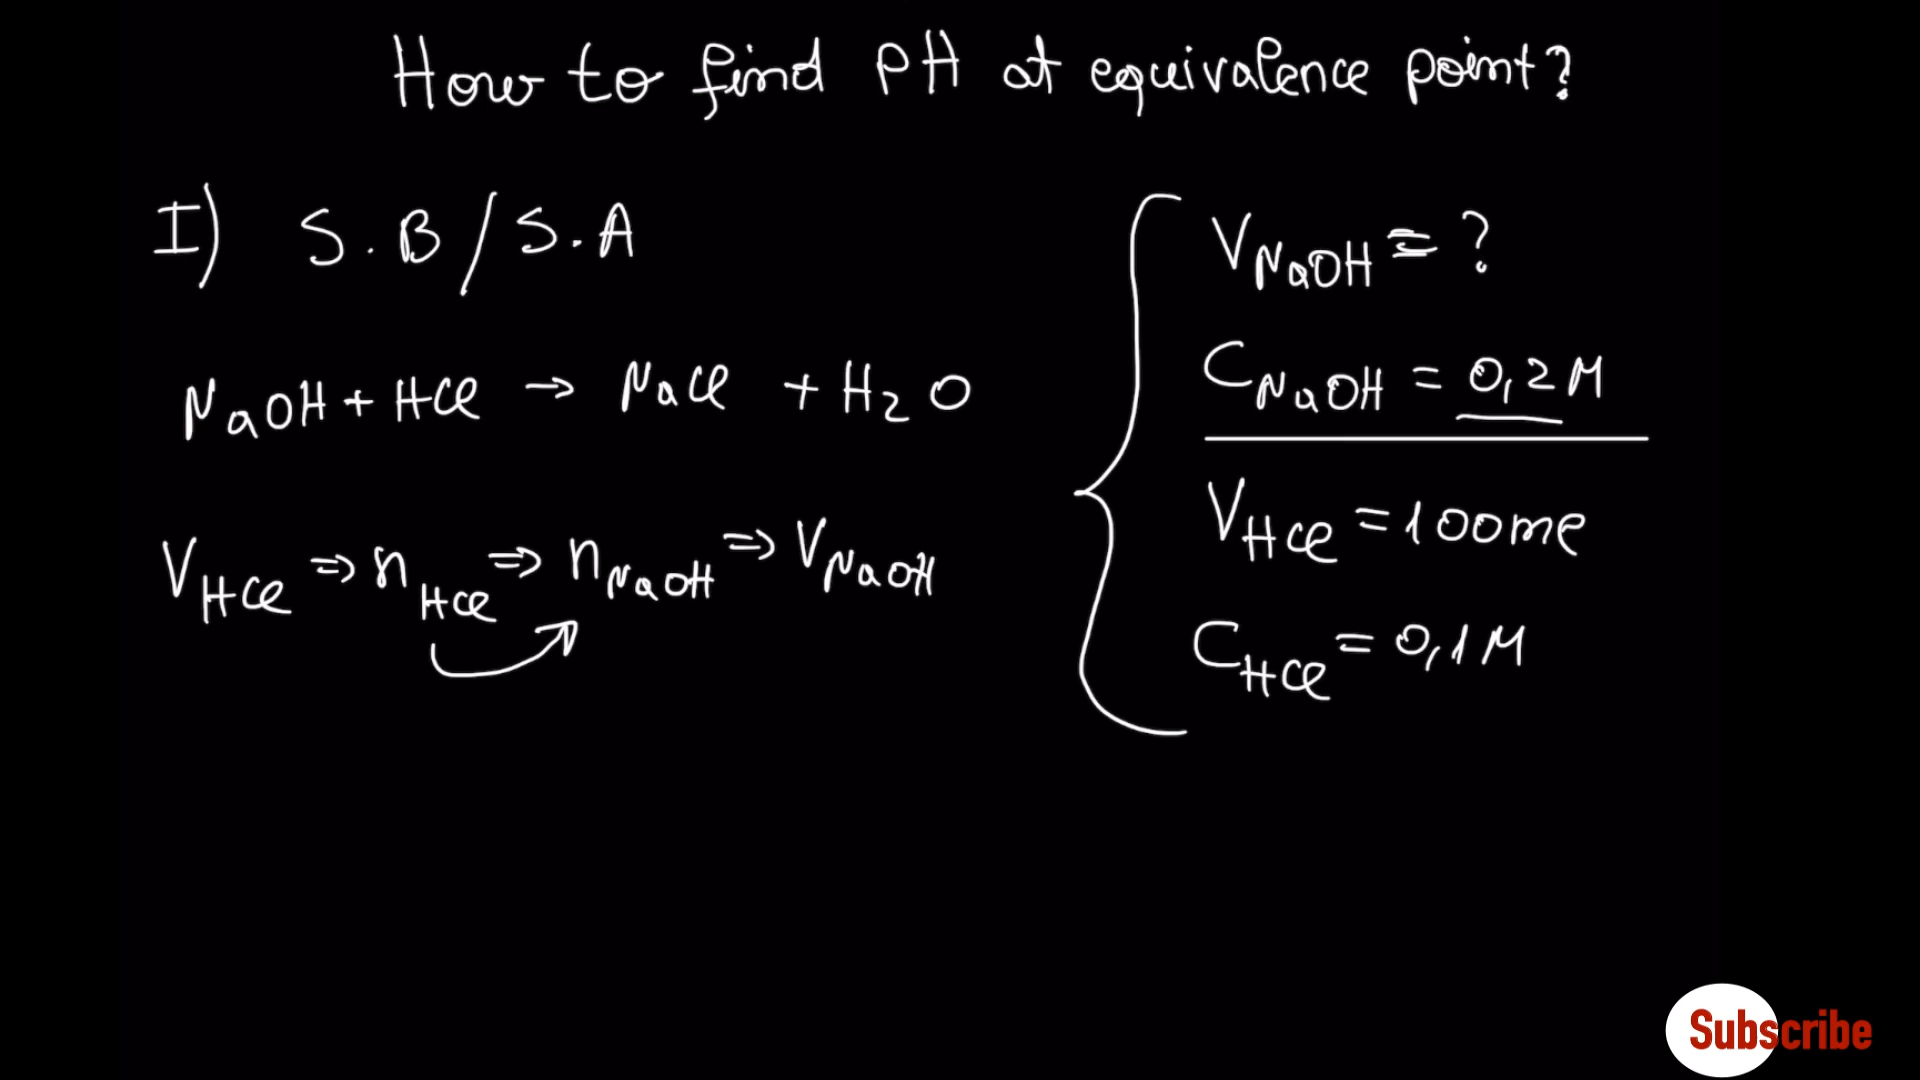 How to find PH at equivalence point?
I) S.B/S.A
NaOH + HCl → NaCl + H2O
VHCl ⇒ nHCl ⇒ nNaOH ⇒ VNaOH
VNaOH = ?
CNaOH = 0,2M
VHCl = 100ml
CHCl = 0,1M
Subscribe